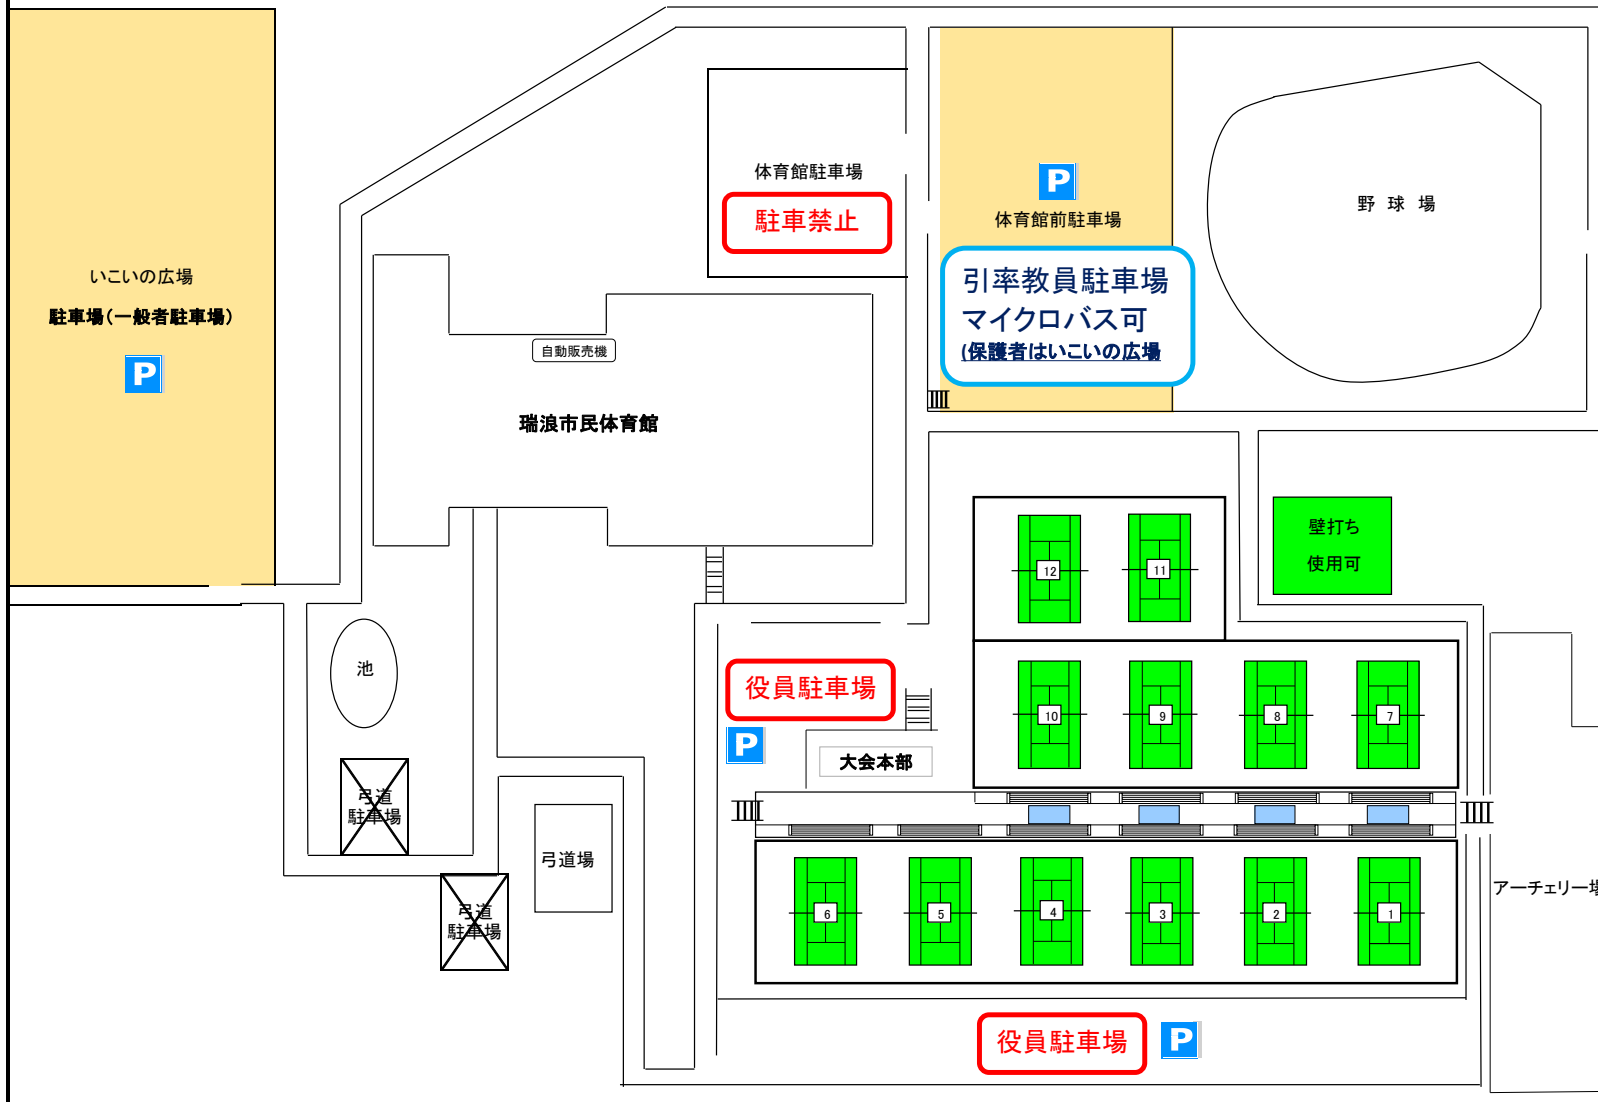 いこいの広場
駐車場(一般者駐車場)
P
体育館駐車場
駐車禁止
P
体育館前駐車場
引率教員駐車場
マイクロバス可
(保護者はいこいの広場
野 球 場
自動販売機
瑞浪市民体育館
壁打ち
使用可
12
11
池
役員駐車場
P
大会本部
10
9
8
7
弓道
駐車場
弓道場
弓道
駐車場
6
5
4
3
2
1
アーチェリー場
役員駐車場
P